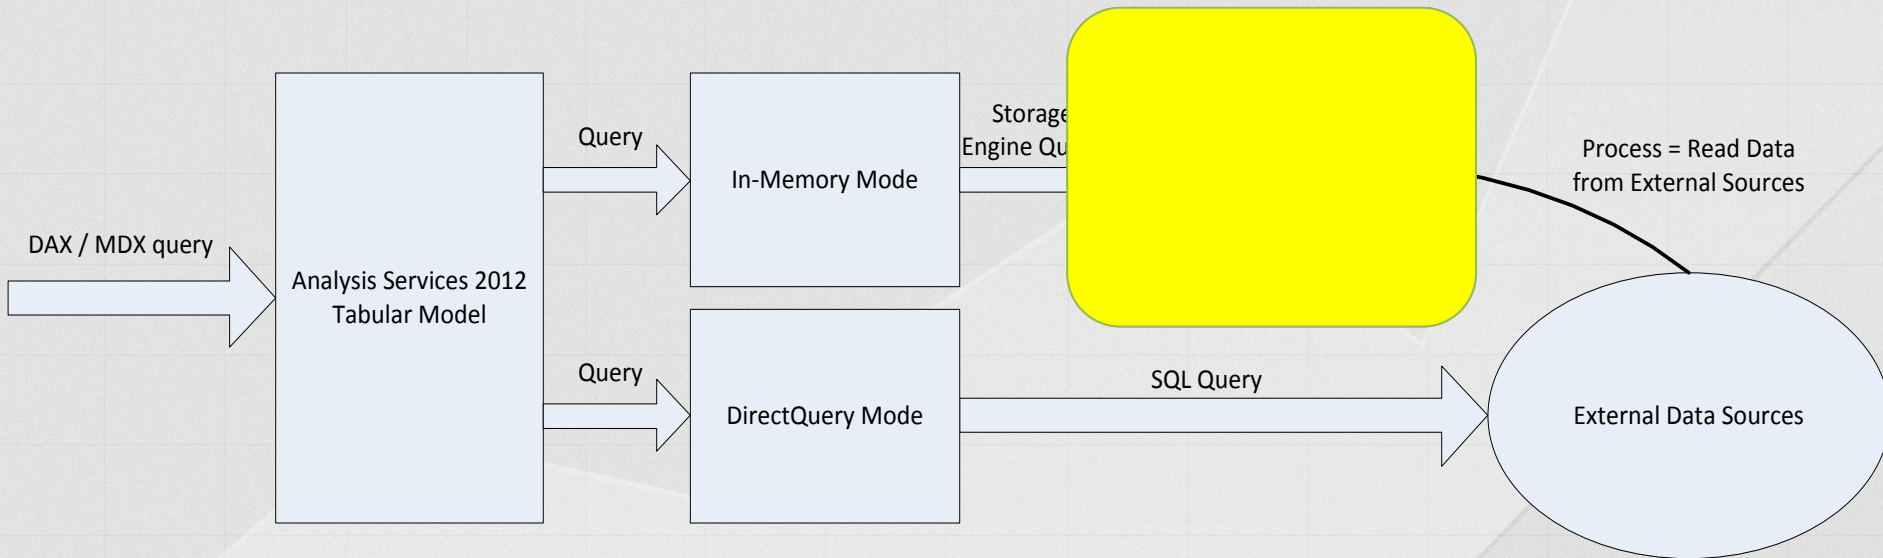 DAX / MDX query
Analysis Services 2012
Tabular Model
Query
In-Memory Mode
Storage
Engine Qu
Process = Read Data
from External Sources
Query
DirectQuery Mode
SQL Query
External Data Sources